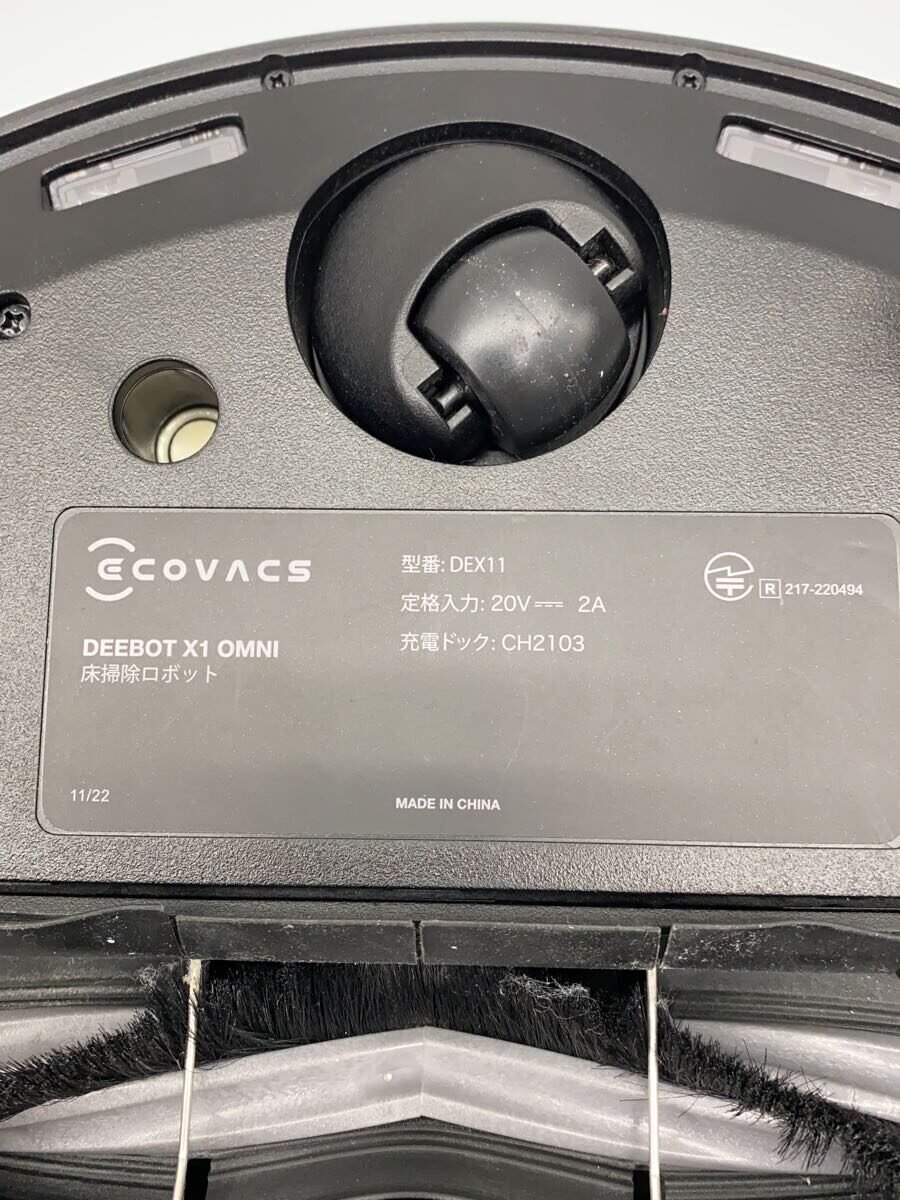 ECOVACS
DEEBOT X1 OMNI
床掃除ロボット
型番: DEX11
定格入力: 20V⎓ 2A
充電ドック: CH2103
R 217-220494
11/22
MADE IN CHINA